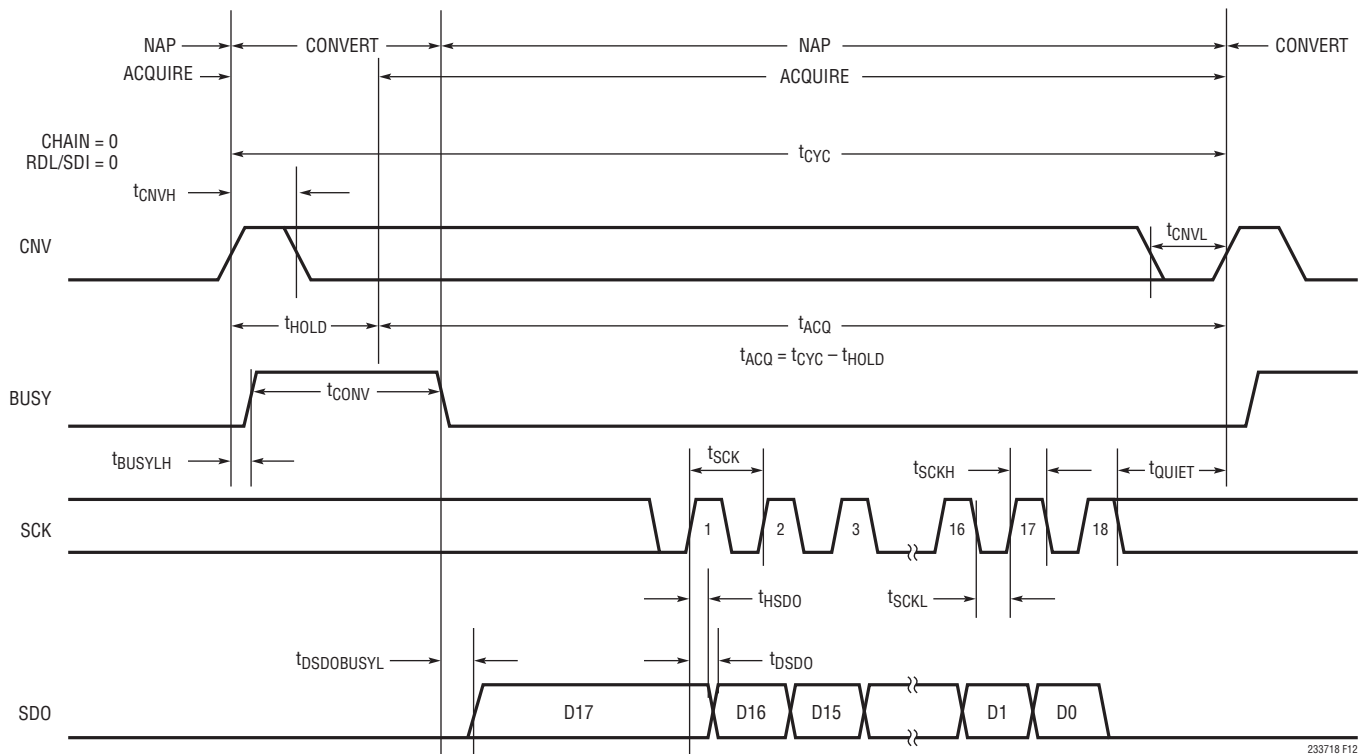 NAP CONVERT NAP CONVERT
ACQUIRE ACQUIRE
CHAIN = 0
RDL/SDI = 0
tCYC
tCNVH
CNV
tCNVL
tHOLD tACQ
tACQ = tCYC – tHOLD
BUSY
tCONV
tBUSYLH
tSCK tSCKH tQUIET
SCK
1 2 3 16 17 18
tHSDO tSCKL
tDSDOBUSYL tDSDO
SDO
D17 D16 D15 D1 D0
233718 F12